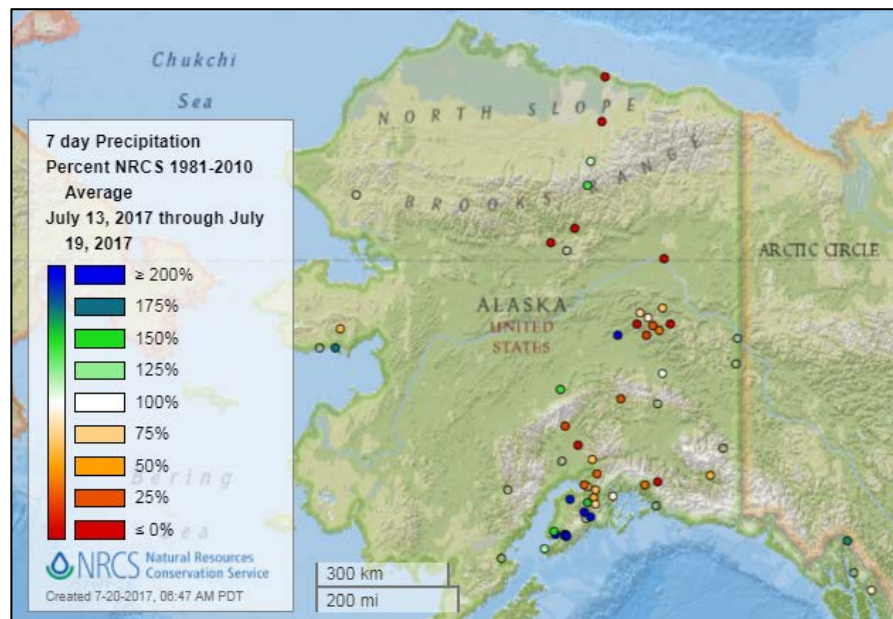 Chukchi
Sea
NORTH SLOPE
BROOKS RANGE
ARCTIC CIRCLE
ALASKA
UNITED
STATES
Bering
Sea
7 day Precipitation
Percent NRCS 1981-2010
Average
July 13, 2017 through July
19, 2017
≥ 200%
175%
150%
125%
100%
75%
50%
25%
≤ 0%
NRCS Natural Resources
Conservation Service
Created 7-20-2017, 06:47 AM PDT
300 km
200 mi